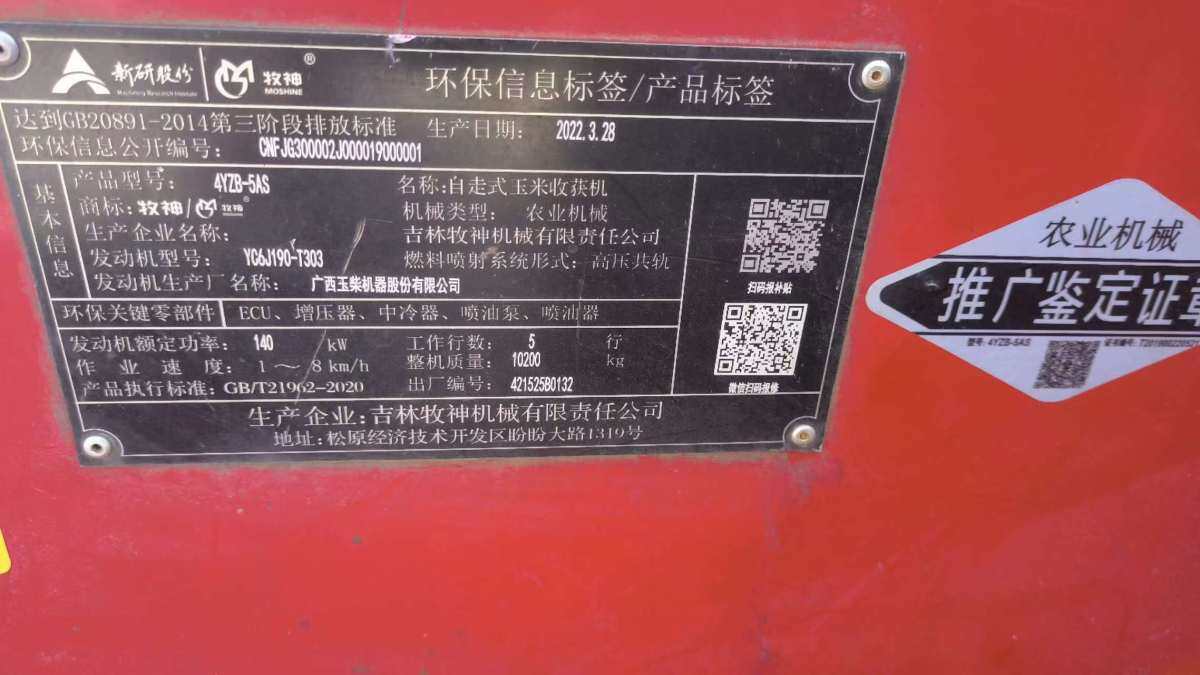 新研股份 牧神® 环保信息标签/产品标签
Machinery Research Institute MOSHINE
达到GB20891-2014第三阶段排放标准 生产日期: 2022.3.28
环保信息公开编号: CNFJG300002J000019000001
基本信息
产品型号: 4YZB-5AS 名称:自走式玉米收获机
商标: 牧神/ ® 机械类型: 农业机械
生产企业名称: 吉林牧神机械有限责任公司
发动机型号: YC6J190-T303 燃料喷射系统形式: 高压共轨
发动机生产厂名称: 广西玉柴机器股份有限公司
扫码报补贴
环保关键零部件 ECU、增压器、中冷器、喷油泵、喷油器
发动机额定功率: 140 kW 工作行数: 5 行
作业速度: 1～8km/h 整机质量: 10200 kg
产品执行标准: GB/T21962-2020 出厂编号: 421525B0132
微信扫码报修
生产企业:吉林牧神机械有限责任公司
地址:松原经济技术开发区盼盼大路1319号
农业机械
推广鉴定证章
型号: 4YZB-5AS 证书编号: